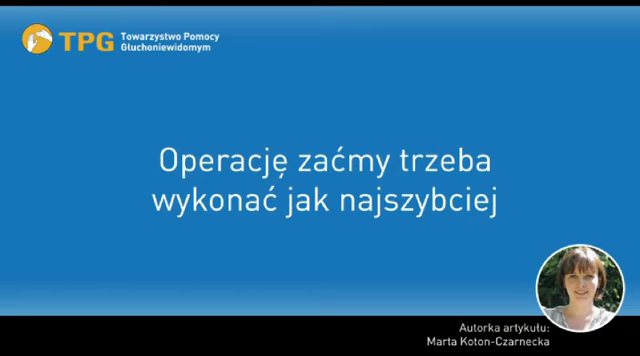 TPG
Towarzystwo Pomocy
Głuchoniewidomym
Operację zaćmy trzeba
wykonać jak najszybciej
Autorka artykułu:
Marta Koton-Czarnecka